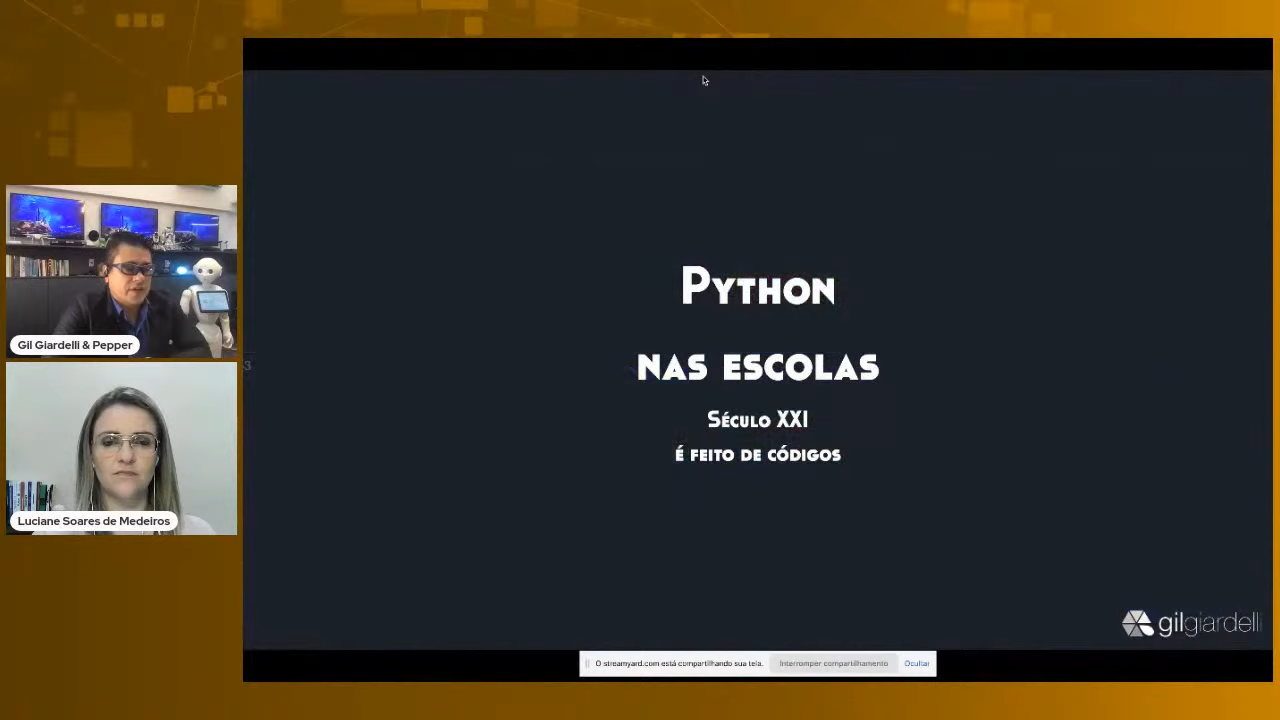 Gil Giardelli & Pepper
Luciane Soares de Medeiros
3
Python
nas escolas
Século XXI
é feito de códigos
gilgiardelli
O streamyard.com está compartilhando sua tela.
Interromper compartilhamento
Ocultar